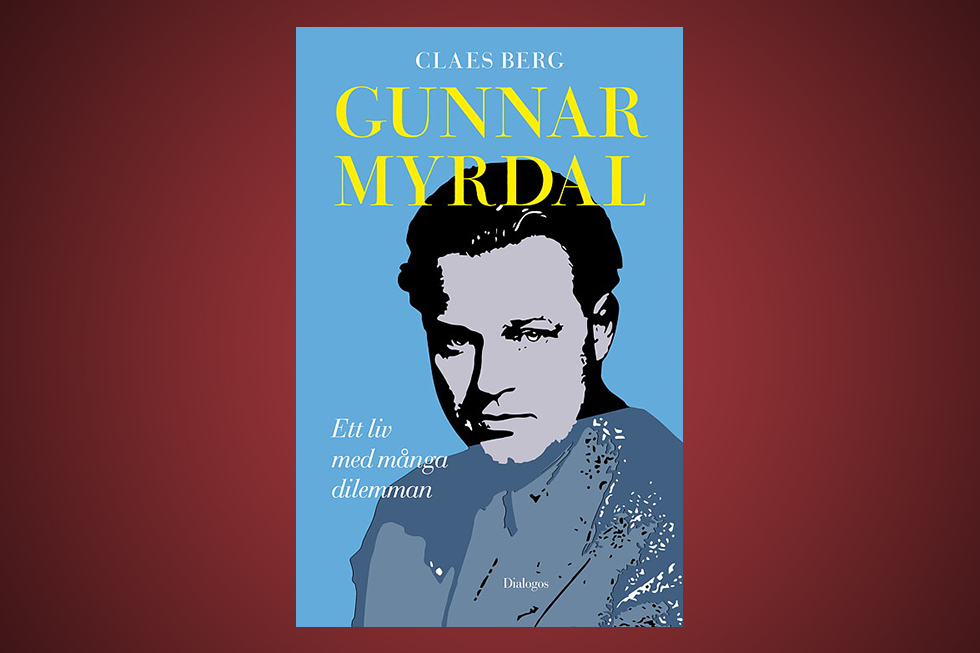 CLAES BERG
GUNNAR
MYRDAL
Ett liv
med många
dilemman
Dialogos